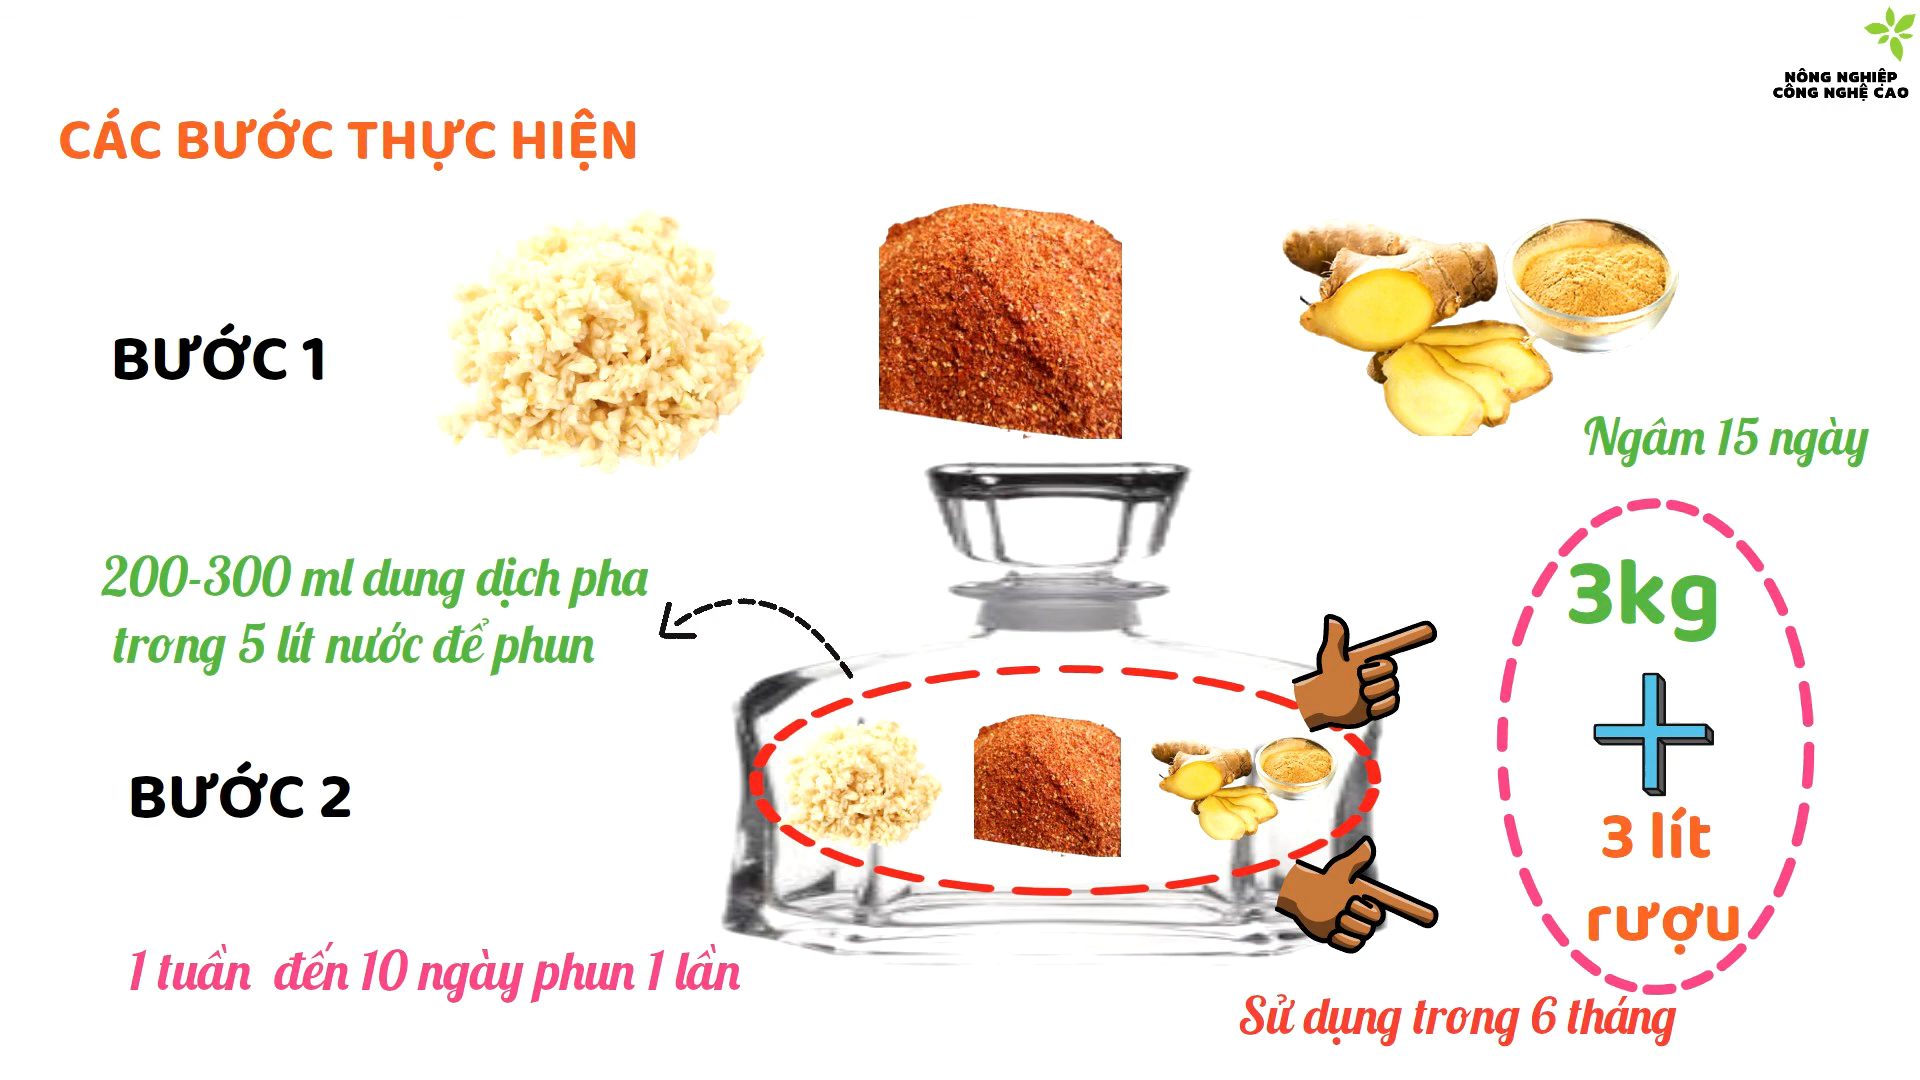 NÔNG NGHIỆP
CÔNG NGHỆ CAO
CÁC BƯỚC THỰC HIỆN
BƯỚC 1
Ngâm 15 ngày
200-300 ml dung dịch pha
trong 5 lít nước để phun
3kg
3 lít
rượu
BƯỚC 2
1 tuần đến 10 ngày phun 1 lần
Sử dụng trong 6 tháng